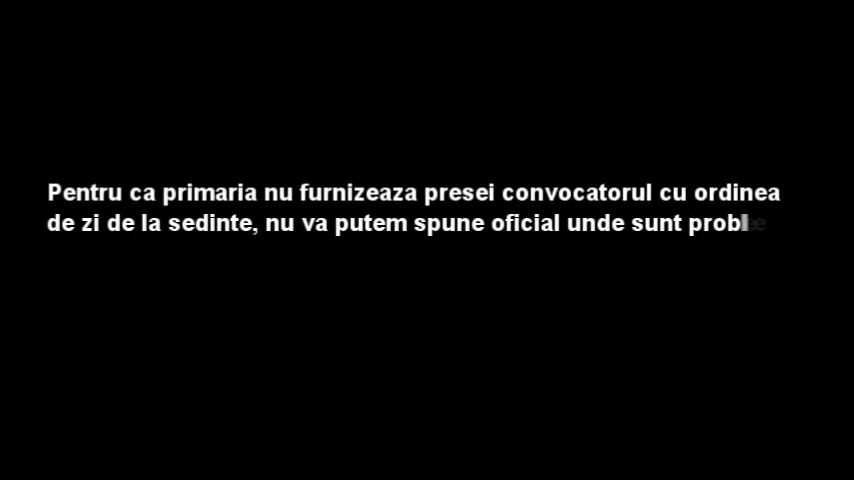 Pentru ca primaria nu furnizeaza presei convocatorul cu ordinea
de zi de la sedinte, nu va putem spune oficial unde sunt